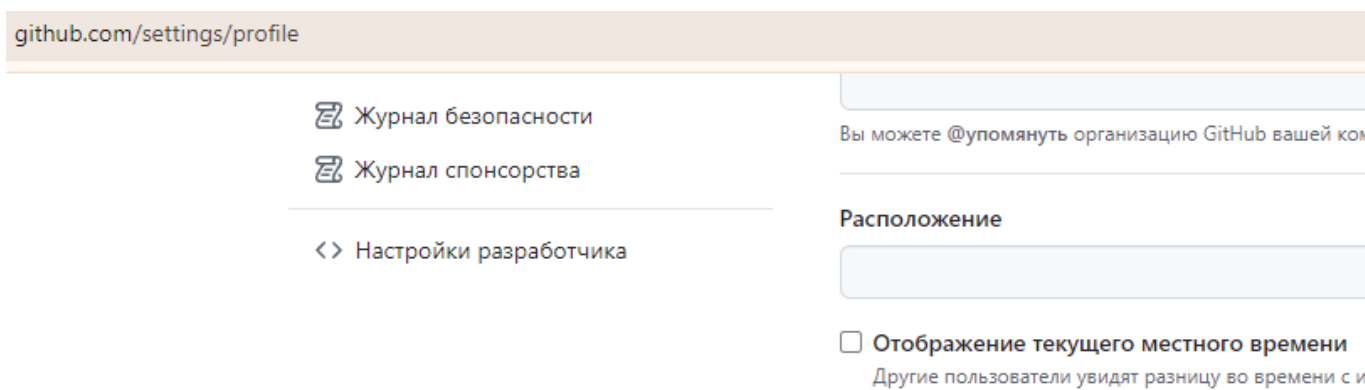 github.com/settings/profile
Журнал безопасности
Журнал спонсорства
<> Настройки разработчика
Вы можете @упомянуть организацию GitHub вашей
Расположение
Отображение текущего местного времени
Другие пользователи увидят разницу во времени с